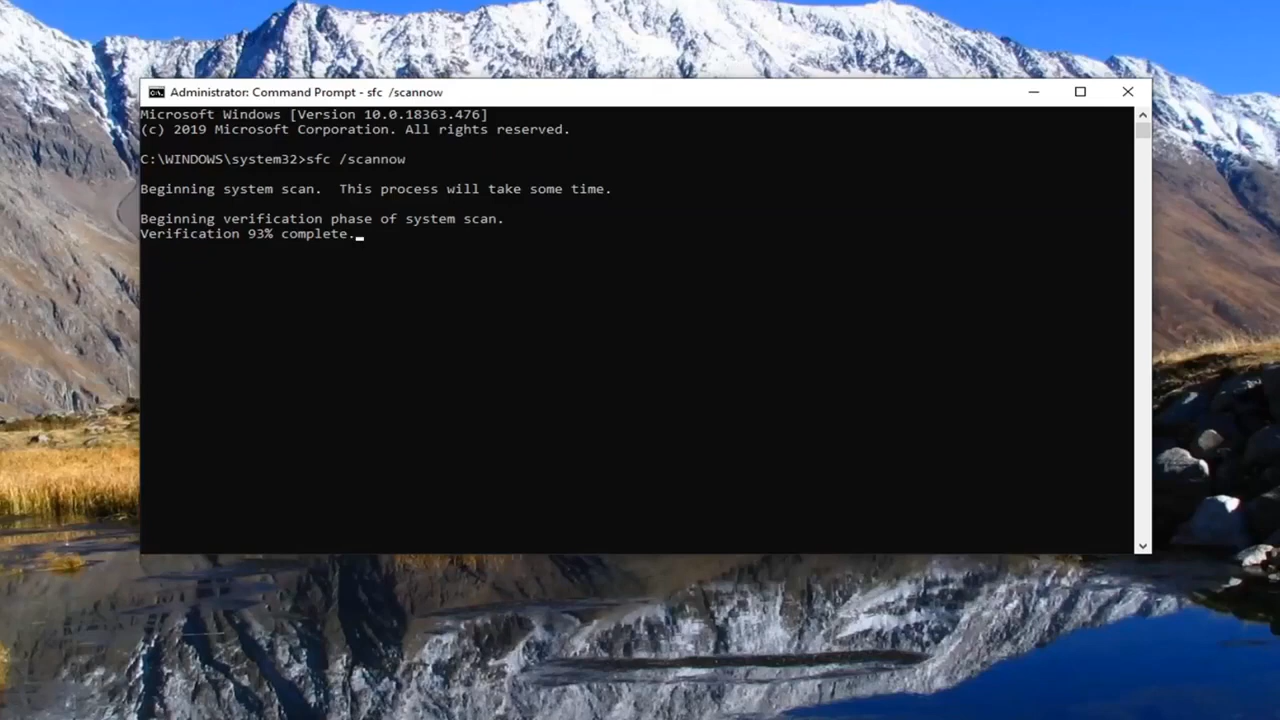 Administrator: Command Prompt - sfc  /scannow
Microsoft Windows [Version 10.0.18363.476]
(c) 2019 Microsoft Corporation. All rights reserved.
C:\WINDOWS\system32>sfc /scannow
Beginning system scan.  This process will take some time.
Beginning verification phase of system scan.
Verification 93% complete.